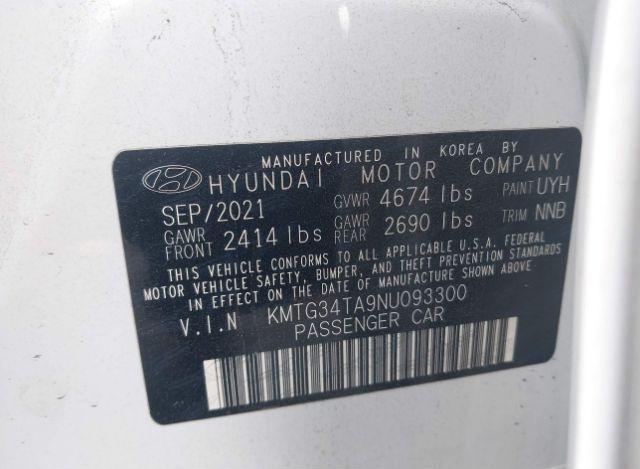 MANUFACTURED IN KOREA BY
HYUNDAI MOTOR COMPANY
SEP/2021 GVWR 4674 lbs PAINT UYH
GAWR FRONT 2414 lbs GAWR REAR 2690 lbs TRIM NNB
THIS VEHICLE CONFORMS TO ALL APPLICABLE U.S.A. FEDERAL
MOTOR VEHICLE SAFETY, BUMPER, AND THEFT PREVENTION STANDARDS
IN EFFECT ON THE DATE OF MANUFACTURE SHOWN ABOVE.
V.I.N KMTG34TA9NU093300
PASSENGER CAR